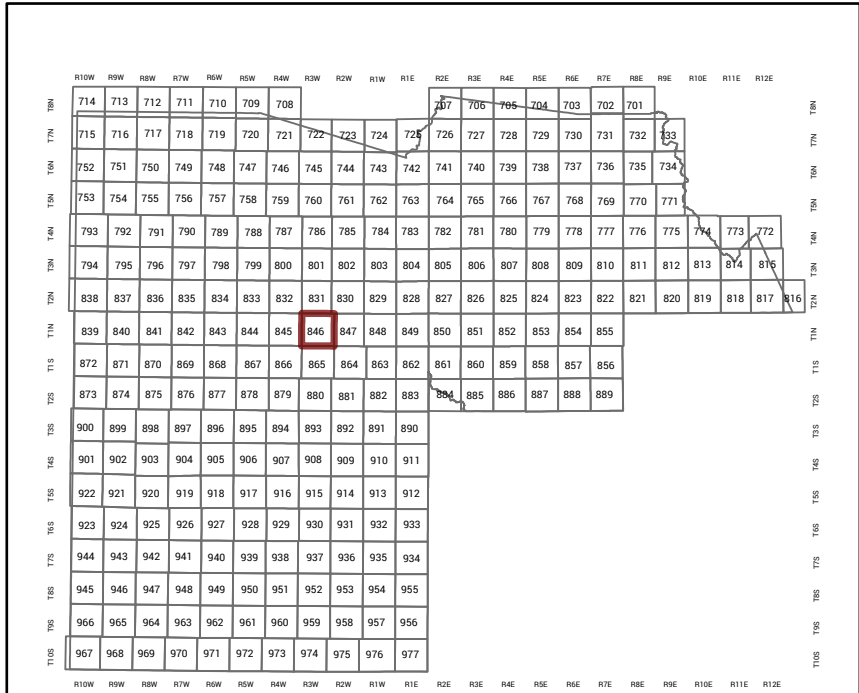 R10W R9W R8W R7W R6W R5W R4W R3W R2W R1W R1E R2E R3E R4E R5E R6E R7E R8E R9E R10E R11E R12E
T8N 714 713 712 711 710 709 708 707 706 705 704 703 702 701 T8N
T7N 715 716 717 718 719 720 721 722 723 724 725 726 727 728 729 730 731 732 733 T7N
T6N 752 751 750 749 748 747 746 745 744 743 742 741 740 739 738 737 736 735 734 T6N
T5N 753 754 755 756 757 758 759 760 761 762 763 764 765 766 767 768 769 770 771 T5N
T4N 793 792 791 790 789 788 787 786 785 784 783 782 781 780 779 778 777 776 775 774 773 772 T4N
T3N 794 795 796 797 798 799 800 801 802 803 804 805 806 807 808 809 810 811 812 813 814 815 T3N
T2N 838 837 836 835 834 833 832 831 830 829 828 827 826 825 824 823 822 821 820 819 818 817 816 T2N
T1N 839 840 841 842 843 844 845 846 847 848 849 850 851 852 853 854 855 T1N
T1S 872 871 870 869 868 867 866 865 864 863 862 861 860 859 858 857 856 T1S
T2S 873 874 875 876 877 878 879 880 881 882 883 884 885 886 887 888 889 T2S
T3S 900 899 898 897 896 895 894 893 892 891 890 T3S
T4S 901 902 903 904 905 906 907 908 909 910 911 T4S
T5S 922 921 920 919 918 917 916 915 914 913 912 T5S
T6S 923 924 925 926 927 928 929 930 931 932 933 T6S
T7S 944 943 942 941 940 939 938 937 936 935 934 T7S
T8S 945 946 947 948 949 950 951 952 953 954 955 T8S
T9S 966 965 964 963 962 961 960 959 958 957 956 T9S
T10S 967 968 969 970 971 972 973 974 975 976 977 T10S
R10W R9W R8W R7W R6W R5W R4W R3W R2W R1W R1E R2E R3E R4E R5E R6E R7E R8E R9E R10E R11E R12E